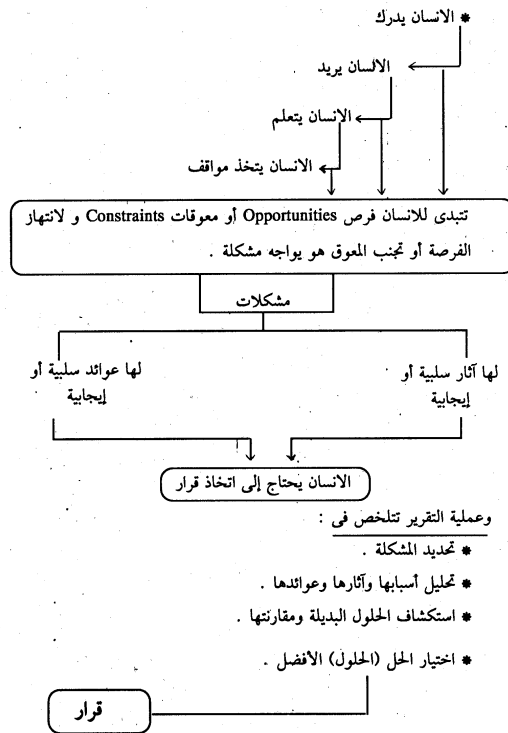 * الانسان يدرك
الانسان يريد
الانسان يتعلم
الانسان يتخذ مواقف
تتبدى للانسان فرص Opportunities أو معوقات Constraints و لانتهاز
الفرصة أو تجنب المعوق هو يواجه مشكلة .
مشكلات
لها آثار سلبية أو
إيجابية
لها عوائد سلبية أو
إيجابية
الانسان يحتاج إلى اتخاذ قرار
وعملية التقرير تتلخص فى :
* تحديد المشكلة .
* تحليل أسبابها وآثارها وعوائدها .
* استكشاف الحلول البديلة ومقارنتها .
* اختيار الحل (الحلول) الأفضل .
قرار